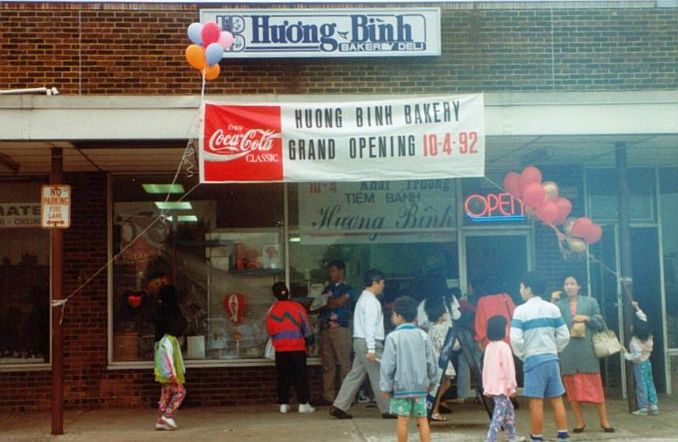 HB Hương Bình
BAKERY DELI
Enjoy
Coca-Cola
CLASSIC
HUONG BINH BAKERY
GRAND OPENING 10-4-92
10-4 Khai Trương
TIỆM BÁNH
Hương Bình
OPEN
NO
PARKING
FIRE
LANE